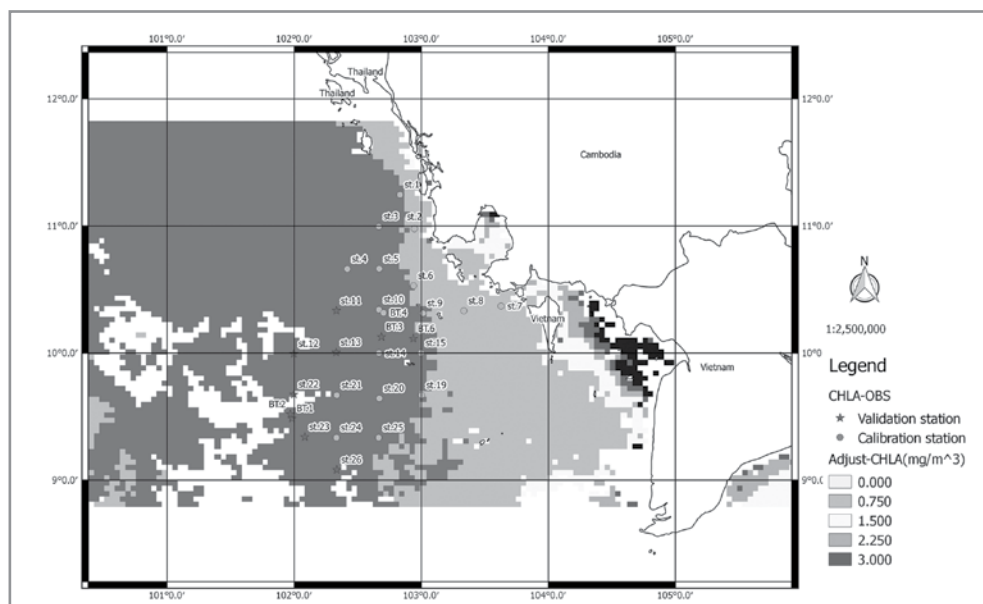 101°0.0' 102°0.0' 103°0.0' 104°0.0' 105°0.0'
Thailand
Thailand
12°0.0' 12°0.0'
Cambodia
st.1
st.3 st.2
11°0.0' 11°0.0'
st.4 st.5
st.6
N
st.11 st.10 st.9 st.8 st.7
BT.4
Vietnam
BT.3 BT.6
1:2,500,000
st.12 st.13 st.15
10°0.0' st.14 10°0.0'
Vietnam
Legend
st.22 st.21 st.20 st.19
CHLA-OBS
BT.2 BT.1
Validation station
st.23 st.24 st.25
Calibration station
st.26
Adjust-CHLA(mg/m^3)
9°0.0' 9°0.0'
0.000
0.750
1.500
2.250
3.000
101°0.0' 102°0.0' 103°0.0' 104°0.0' 105°0.0'